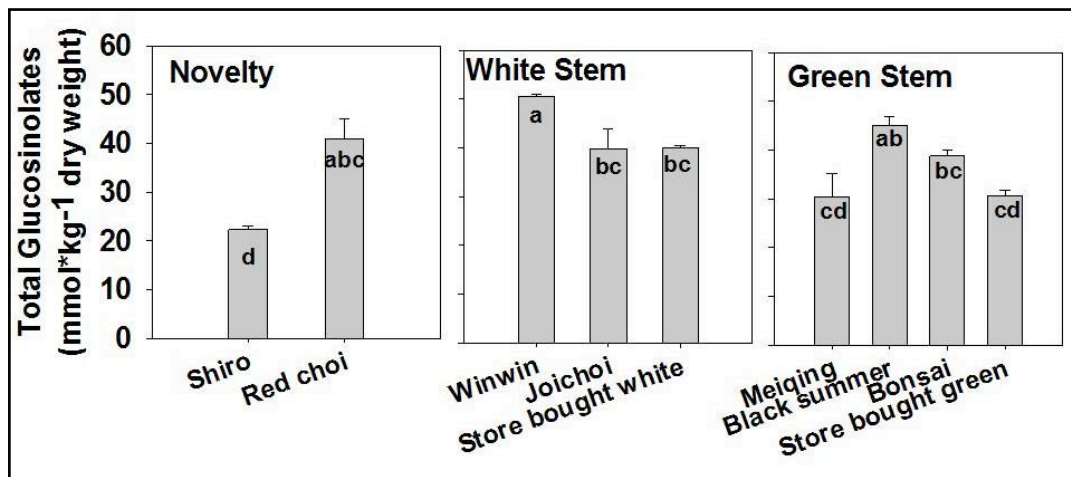 Total Glucosinolates
(mmol*kg-1 dry weight)
60
50
40
30
20
10
0
Novelty
d
abc
Shiro
Red choi
White Stem
a
bc
bc
Winwin
Joichoi
Store bought white
Green Stem
cd
ab
bc
cd
Meiqing
Black summer
Bonsai
Store bought green